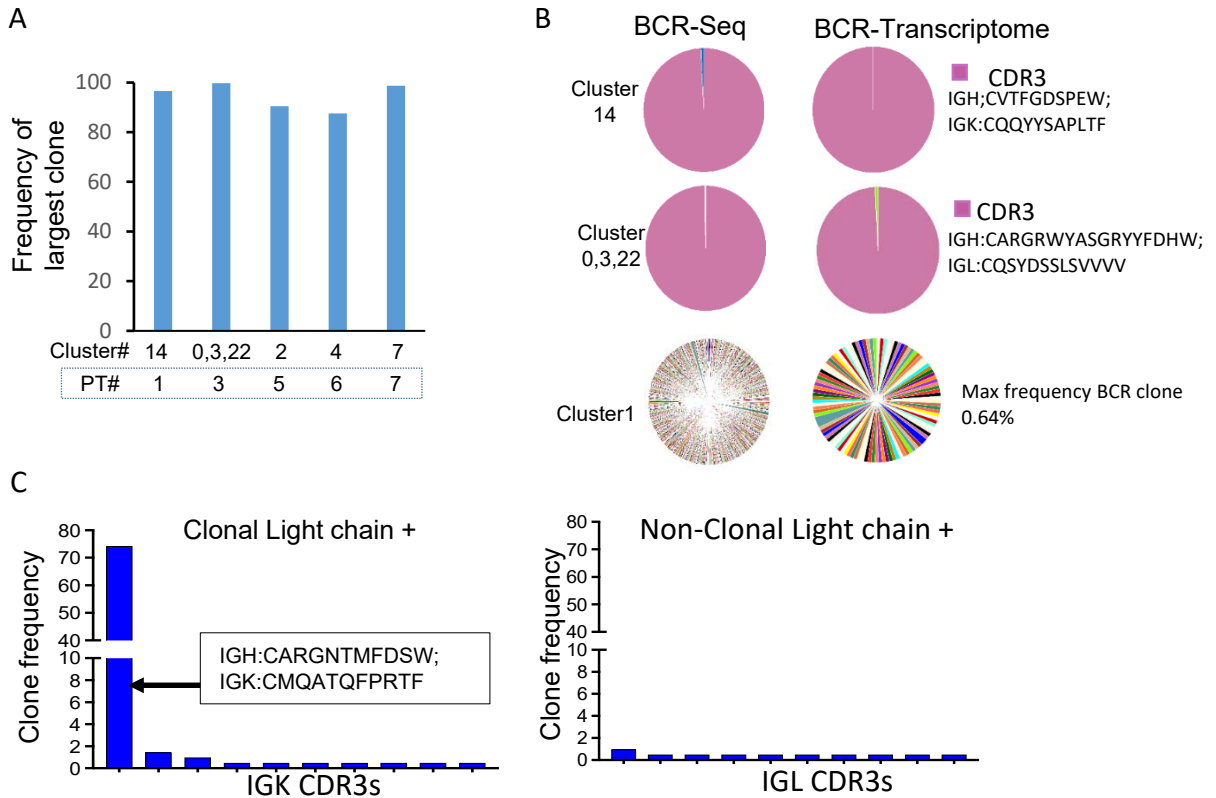 A
Frequency of
largest clone
100
80
60
40
20
0
Cluster# 14 0,3,22 2 4 7
PT# 1 3 5 6 7
B
BCR-Seq BCR-Transcriptome
Cluster
14
CDR3
IGH;CVTFGDSPEW;
IGK:CQQYYSAPLTF
Cluster
0,3,22
CDR3
IGH:CARGRWYASGRYYFDHW;
IGL:CQSYDSSLSVVVV
Cluster1
Max frequency BCR clone
0.64%
C
Clonal Light chain +
Clone frequency
80
70
60
50
40
10
8
6
4
2
0
IGH:CARGNTMFDSW;
IGK:CMQATQFPRTF
IGK CDR3s
Non-Clonal Light chain +
Clone frequency
80
70
60
50
40
10
8
6
4
2
0
IGL CDR3s